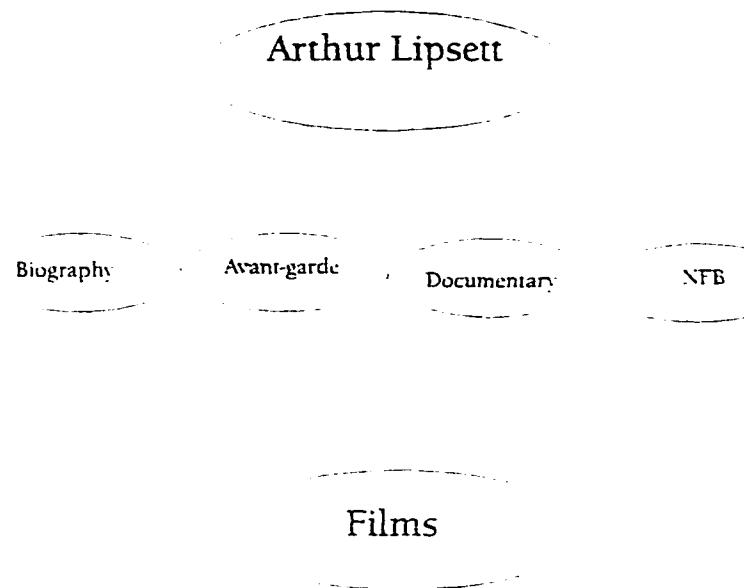 Arthur Lipsett
Biography
Avant-garde
Documentary
NFB
Films